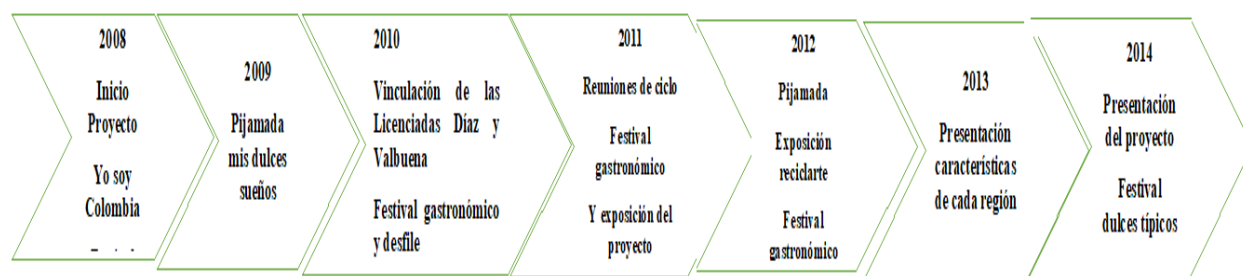 2008
Inicio
Proyecto
Yo soy
Colombia
2009
Pijamada
mis dulces
sueños
2010
Vinculación de las
Licenciadas Díaz y
Valbuena
Festival gastronómico
y desfile
2011
Reuniones de ciclo
Festival
gastronómico
Y exposición del
proyecto
2012
Pijamada
Exposición
reciclarte
Festival
gastronómico
2013
Presentación
características
de cada región
2014
Presentación
del proyecto
Festival
dulces típicos